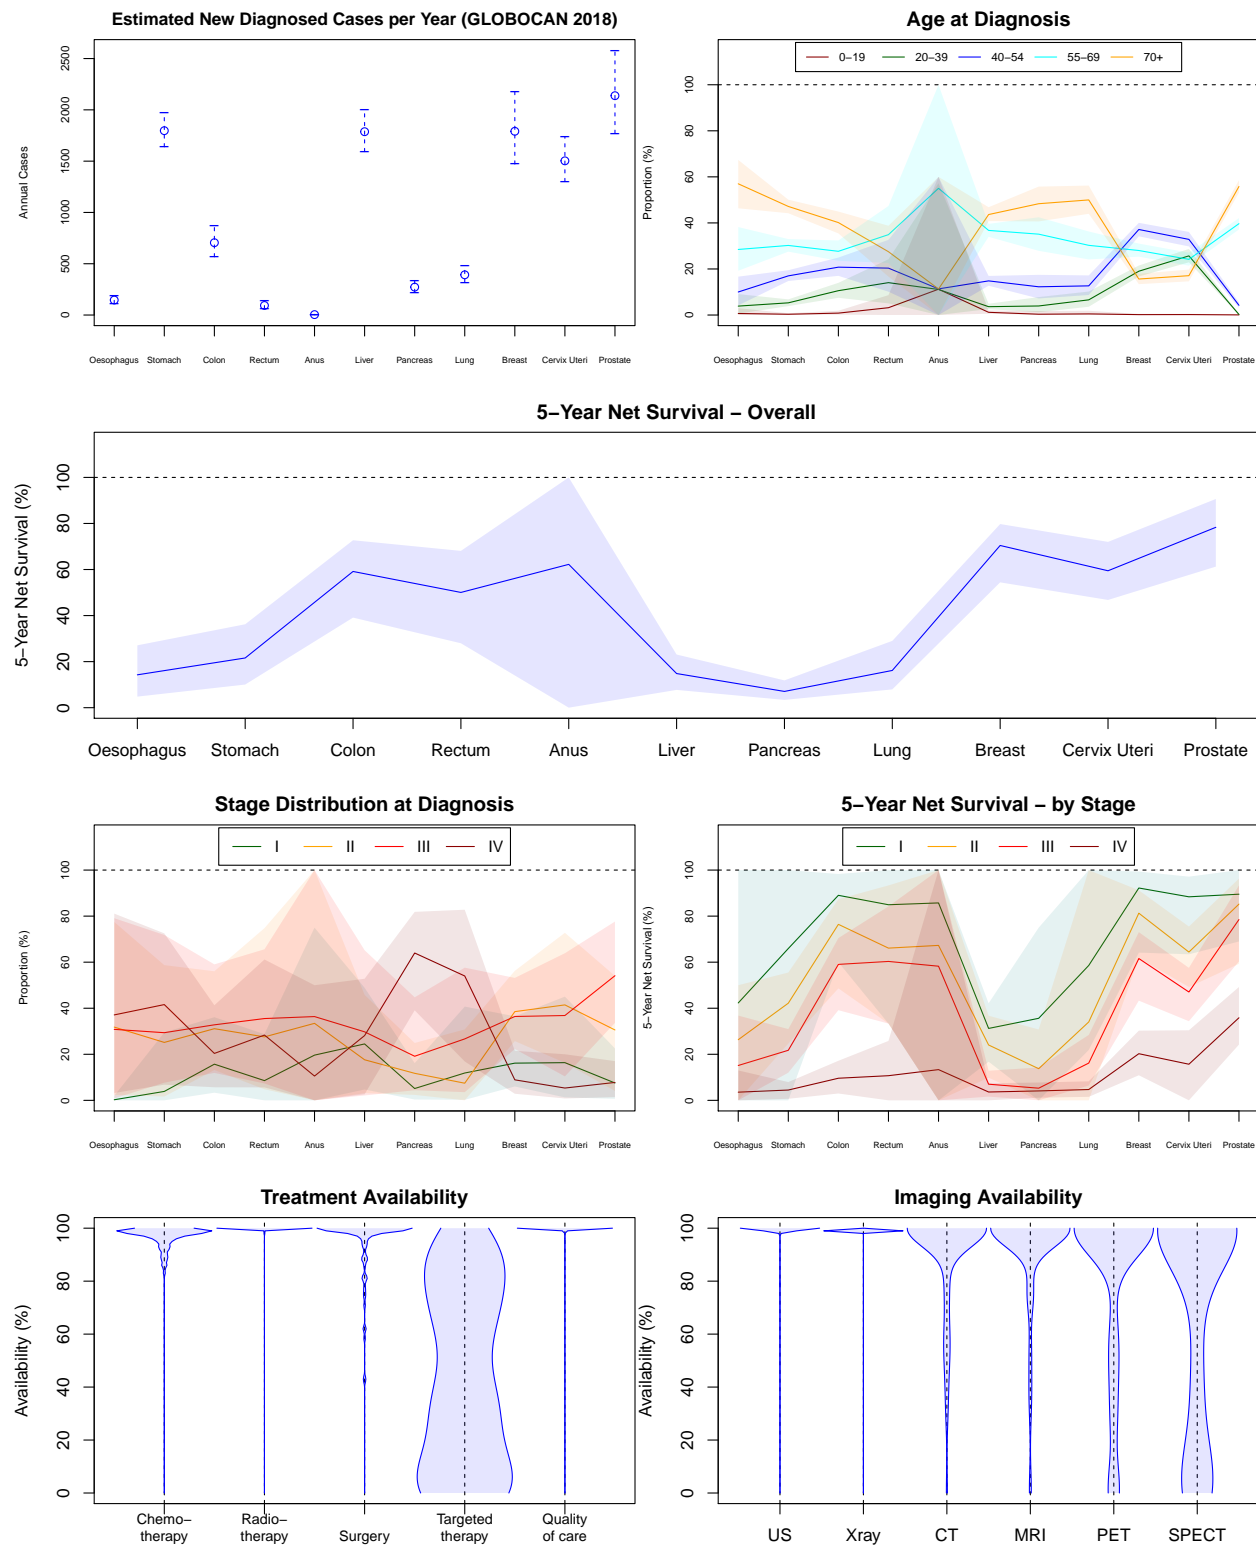 Estimated New Diagnosed Cases per Year (GLOBOCAN 2018)
Annual Cases
0
500
1000
1500
2000
2500
Oesophagus Stomach Colon Rectum Anus Liver Pancreas Lung Breast Cervix Uteri Prostate
Age at Diagnosis
0−19 20−39 40−54 55−69 70+
Proportion (%)
0
20
40
60
80
100
Oesophagus Stomach Colon Rectum Anus Liver Pancreas Lung Breast Cervix Uteri Prostate
5−Year Net Survival − Overall
5−Year Net Survival (%)
0
20
40
60
80
100
Oesophagus Stomach Colon Rectum Anus Liver Pancreas Lung Breast Cervix Uteri Prostate
Stage Distribution at Diagnosis
I II III IV
Proportion (%)
0
20
40
60
80
100
Oesophagus Stomach Colon Rectum Anus Liver Pancreas Lung Breast Cervix Uteri Prostate
5−Year Net Survival − by Stage
I II III IV
5−Year Net Survival (%)
0
20
40
60
80
100
Oesophagus Stomach Colon Rectum Anus Liver Pancreas Lung Breast Cervix Uteri Prostate
Treatment Availability
Availability (%)
0
20
40
60
80
100
Chemo−
therapy
Radio−
therapy
Surgery
Targeted
therapy
Quality
of care
Imaging Availability
Availability (%)
0
20
40
60
80
100
US Xray CT MRI PET SPECT